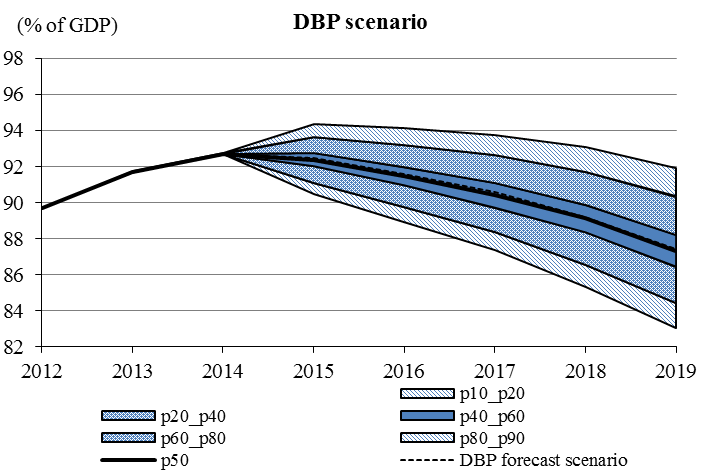 DBP scenario
(% of GDP)
98
96
94
92
90
88
86
84
82
2012 2013 2014 2015 2016 2017 2018 2019
p10_p20
p20_p40 p40_p60
p60_p80 p80_p90
p50 DBP forecast scenario